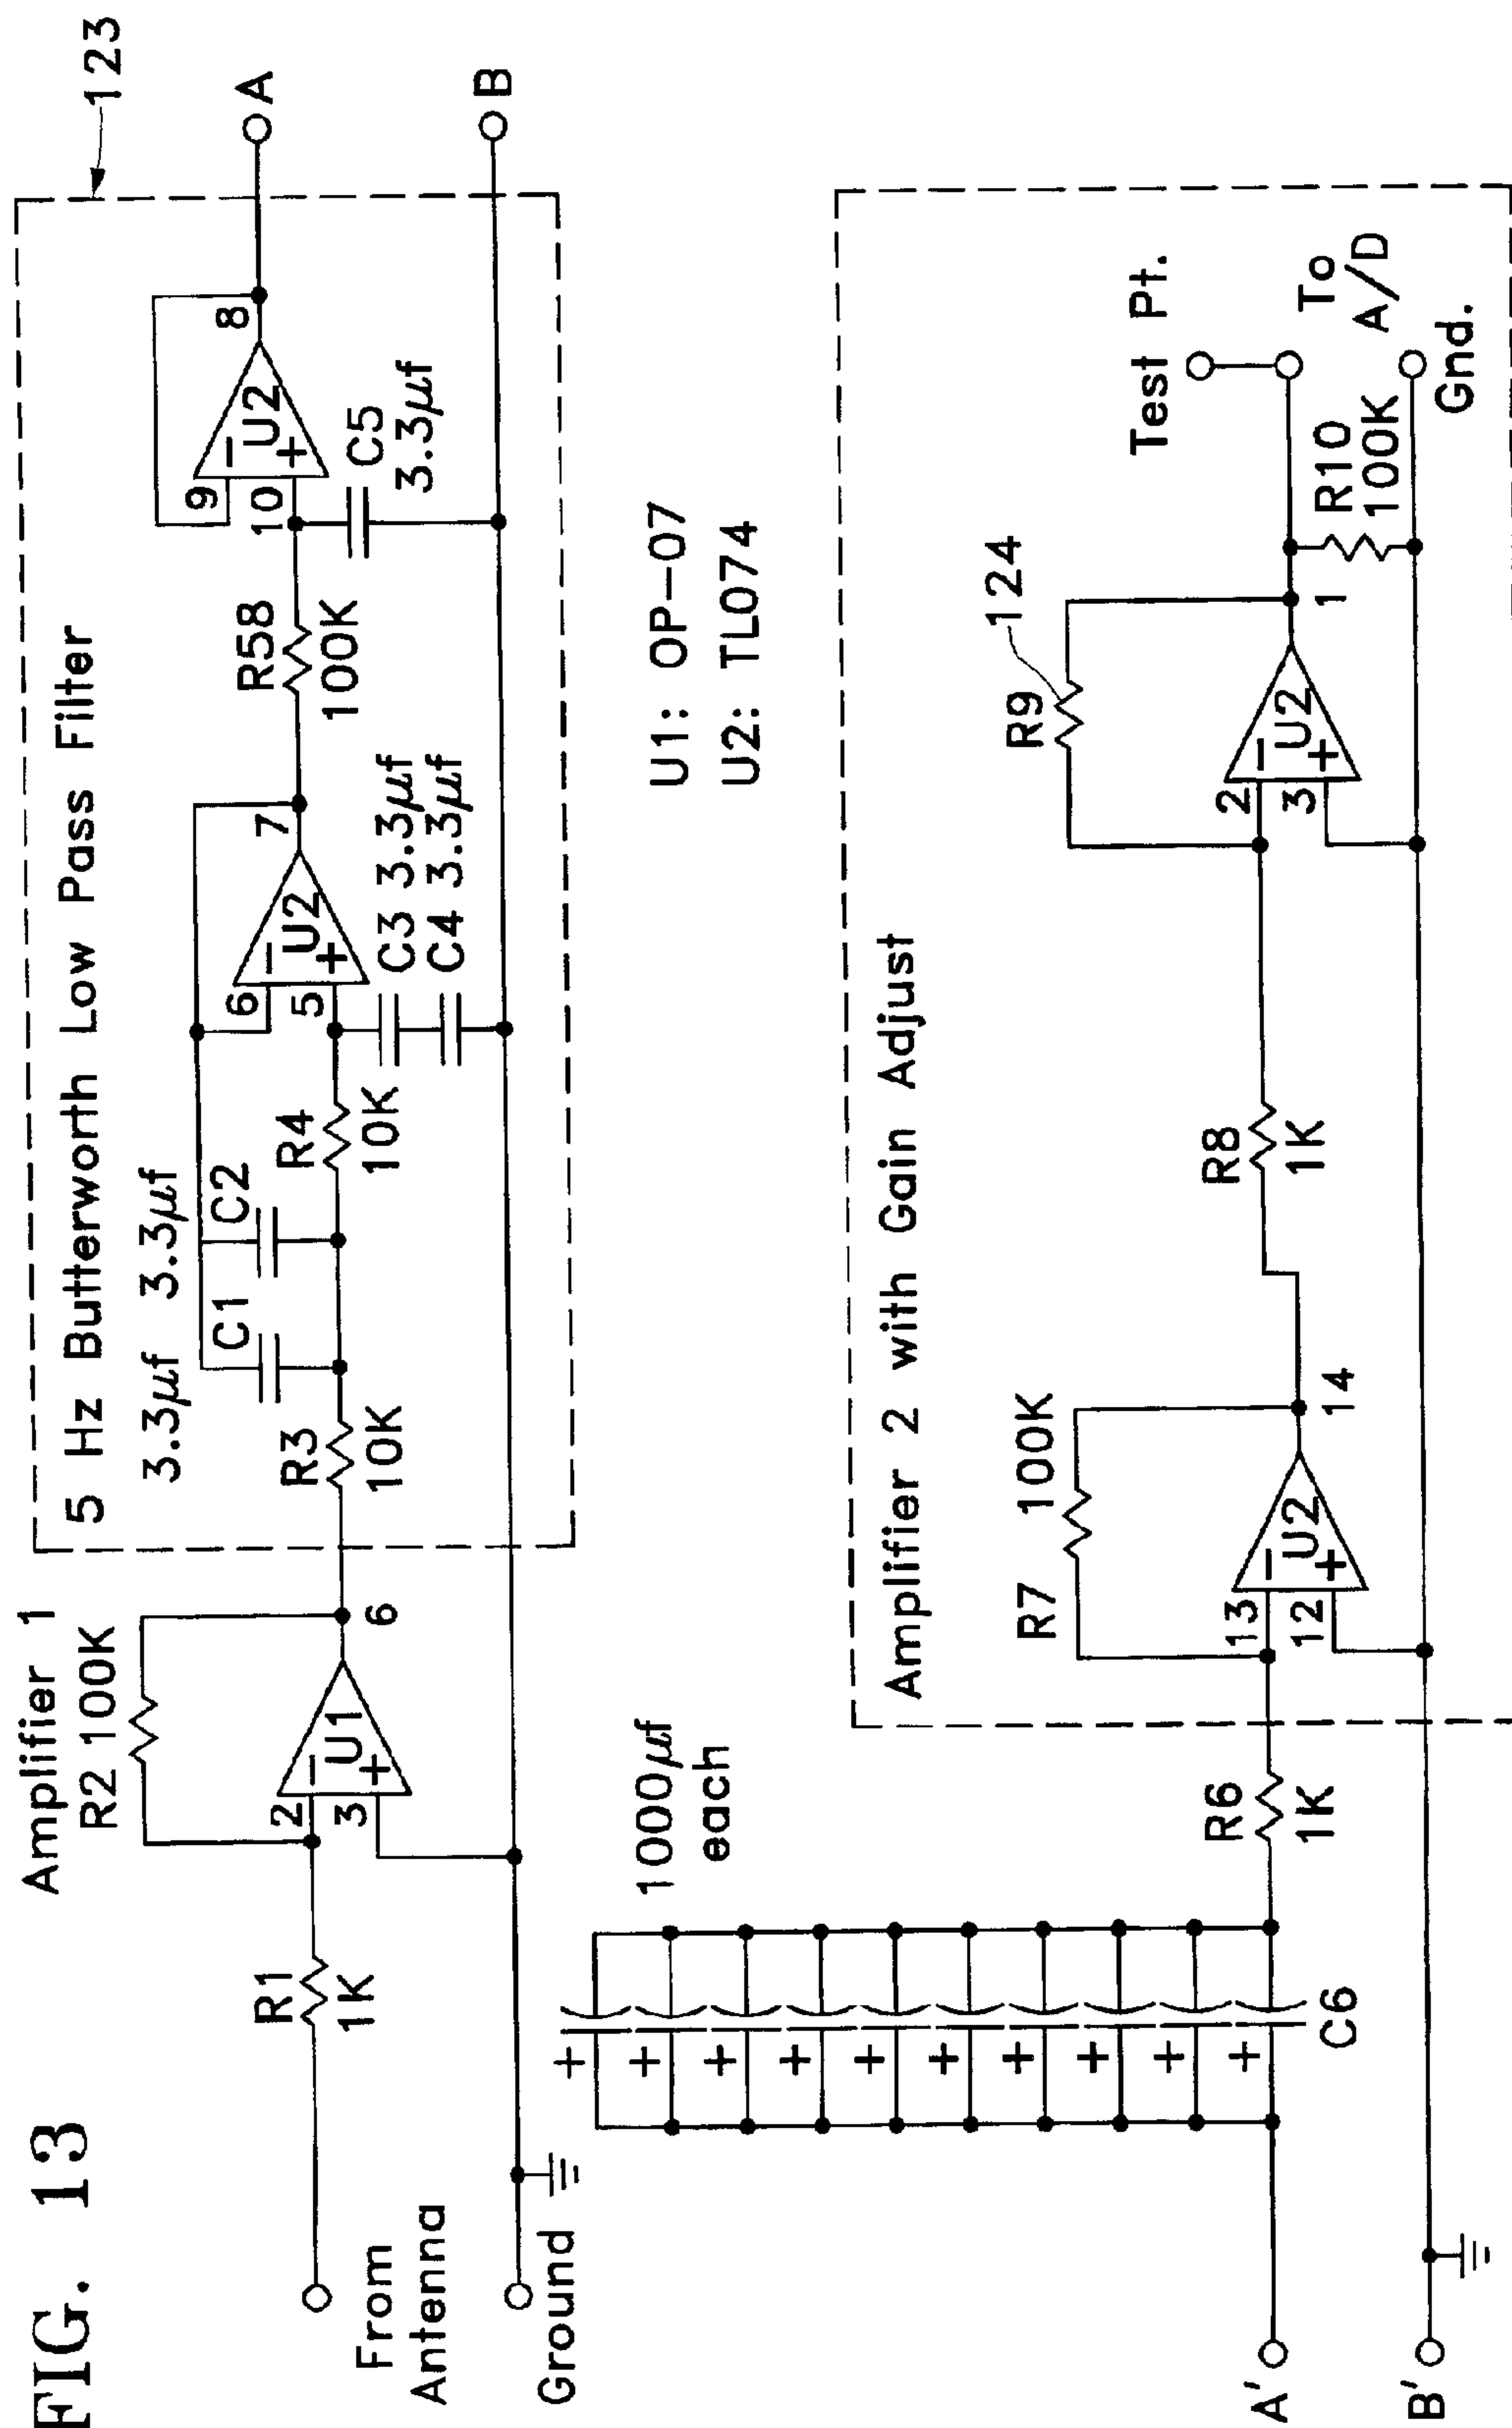 FIG. 13
Amplifier 1
R2 100K
R1
1K
2
3
−
+
U1
6
From
Antenna
Ground
123
5 Hz Butterworth Low Pass Filter
3.3µf 3.3µf
C1
C2
R3
10K
R4
10K
6
5
−
+
U2
7
C3 3.3µf
C4 3.3µf
R58
100K
9
10
−
+
U2
8
C5
3.3µf
A
B
U1: OP-07
U2: TL074
1000µf
each
+
+
+
+
+
+
+
+
+
+
C6
A'
B'
R6
1K
Amplifier 2 with Gain Adjust
R7 100K
13
12
−
+
U2
14
R8
1K
R9
124
2
3
−
+
U2
1
R10
100K
Test Pt.
To
A/D
Gnd.